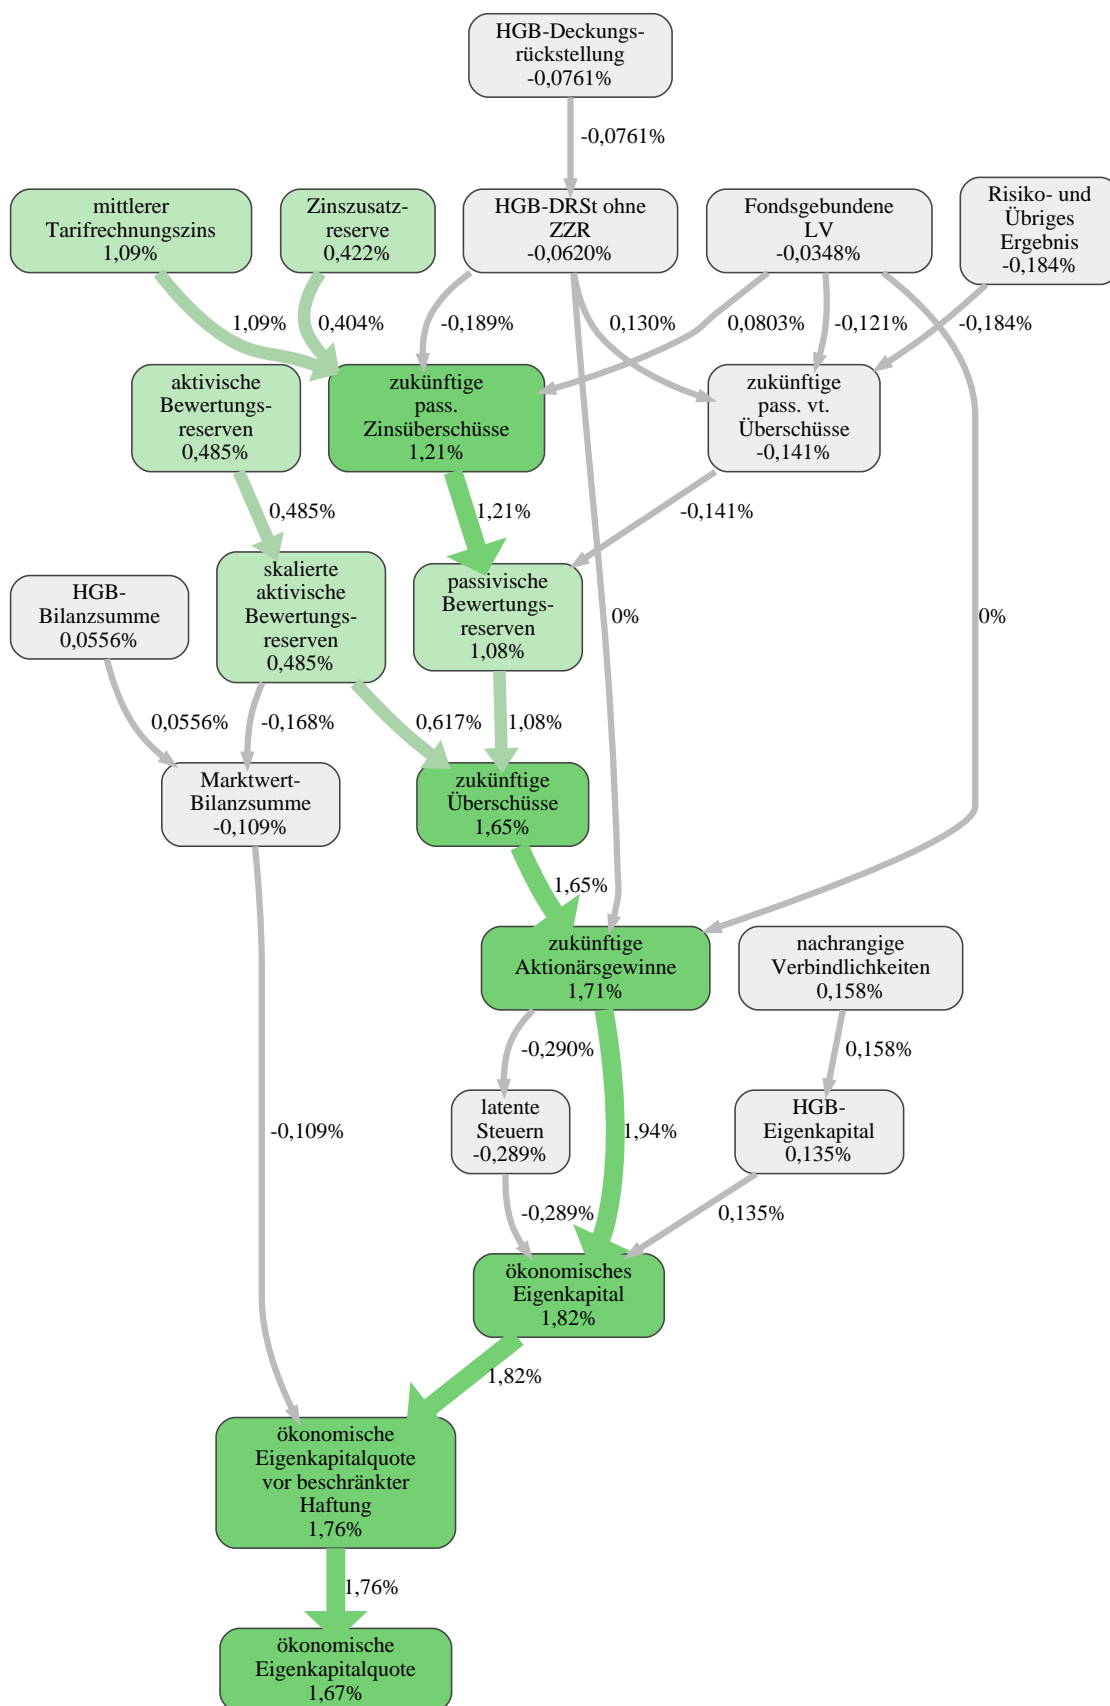 HGB-Deckungs-
rückstellung
-0,0761%
-0,0761%
mittlerer
Tarifrechnungszins
1,09%
Zinszusatz-
reserve
0,422%
HGB-DRSt ohne
ZZR
-0,0620%
Fondsgebundene
LV
-0,0348%
Risiko- und
Übriges
Ergebnis
-0,184%
1,09%
0,404%
-0,189%
0,130%
0,0803%
-0,121%
-0,184%
aktivische
Bewertungs-
reserven
0,485%
zukünftige
pass.
Zinsüberschüsse
1,21%
zukünftige
pass. vt.
Überschüsse
-0,141%
0,485%
1,21%
-0,141%
HGB-
Bilanzsumme
0,0556%
skalierte
aktivische
Bewertungs-
reserven
0,485%
passivische
Bewertungs-
reserven
1,08%
0%
0%
0,0556%
-0,168%
0,617%
1,08%
Marktwert-
Bilanzsumme
-0,109%
zukünftige
Überschüsse
1,65%
1,65%
zukünftige
Aktionärsgewinne
1,71%
nachrangige
Verbindlichkeiten
0,158%
-0,290%
0,158%
-0,109%
latente
Steuern
-0,289%
1,94%
HGB-
Eigenkapital
0,135%
-0,289%
0,135%
ökonomisches
Eigenkapital
1,82%
1,82%
ökonomische
Eigenkapitalquote
vor beschränkter
Haftung
1,76%
1,76%
ökonomische
Eigenkapitalquote
1,67%